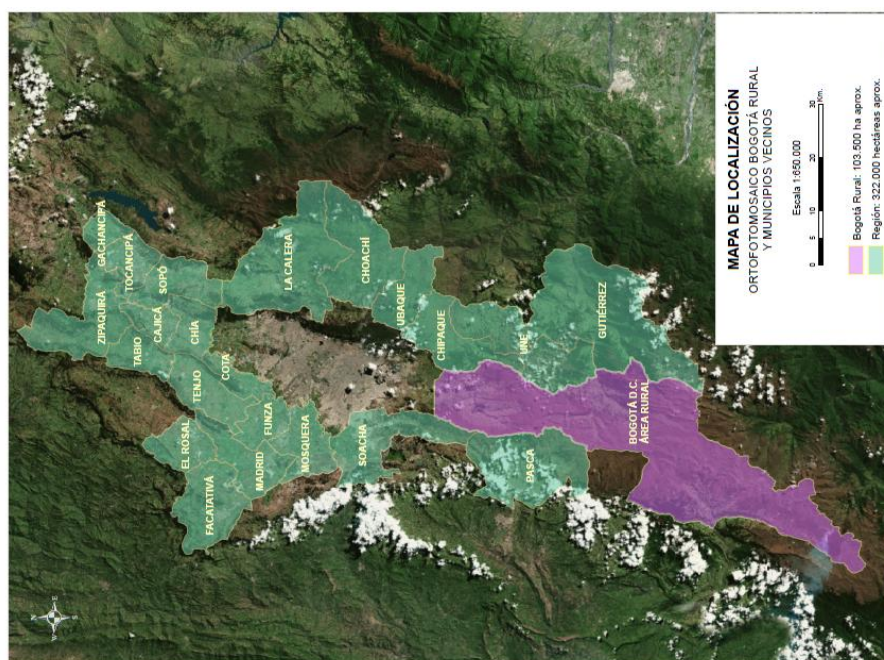 GACHANCIPÁ
ZIPAQUIRÁ
TOCANCIPÁ
SOPÓ
TABIO
CAJICÁ
CHÍA
TENJO
COTA
EL ROSAL
FACATATIVÁ
MADRID
FUNZA
MOSQUERA
SOACHA
LA CALERA
CHOACHÍ
UBAQUE
CHIPAQUE
UNE
GUTIÉRREZ
PASCA
BOGOTÁ D.C.
ÁREA RURAL
MAPA DE LOCALIZACIÓN
ORTOFOTOMOSAICO BOGOTÁ RURAL
Y MUNICIPIOS VECINOS
Escala 1:650.000
0 5 10 20 30
Km.
Bogotá Rural: 103.500 ha aprox.
Región: 322.000 hectáreas aprox.